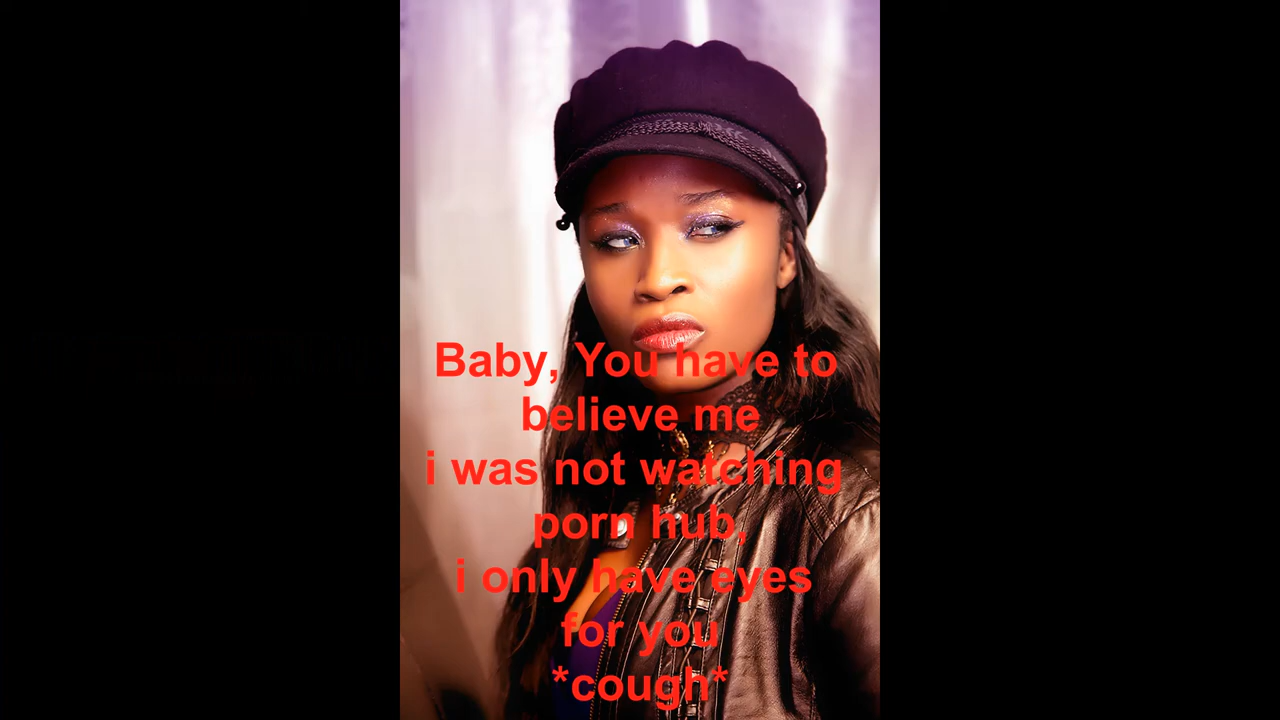 Baby, You have to
believe me
i was not watching
porn hub,
i only have eyes
for you
*cough*